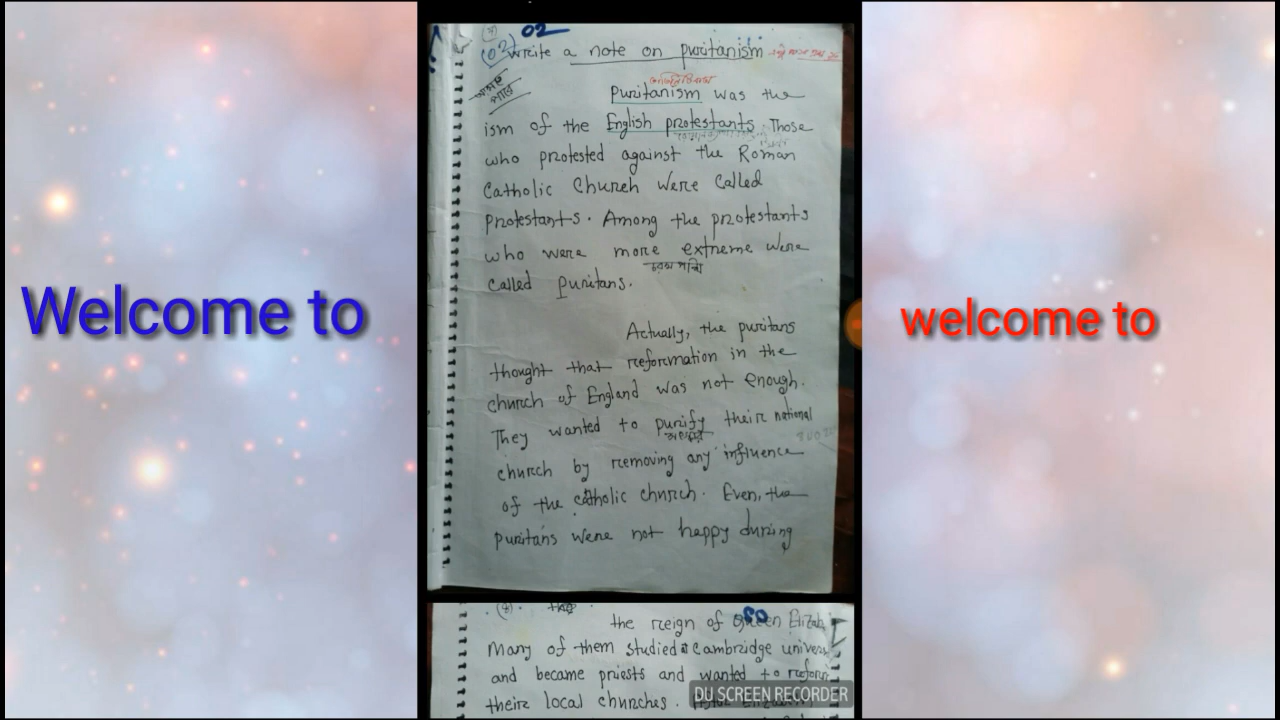 Welcome to
02
(02) Write a note on puritanism
Puritanism was the
ism of the English protestants. Those
who protested against the Roman
Catholic Church were called
protestants. Among the protestants
who were more extreme were
called puritans.
Actually, the puritans
thought that reformation in the
church of England was not enough.
They wanted to purify their national
church by removing any influence
of the catholic church. Even, the
puritans were not happy during
the reign of Queen
Many of them studied at Cambridge
and became priests and wanted to
their local churches.
DU SCREEN RECORDER
welcome to